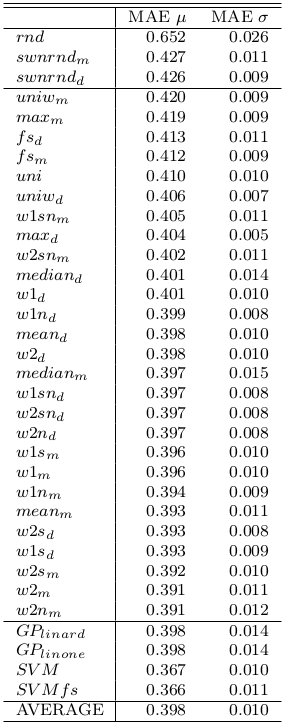 MAE μ MAE σ
rnd 0.652 0.026
swnrnd_m 0.427 0.011
swnrnd_d 0.426 0.009
uniw_m 0.420 0.009
max_m 0.419 0.009
fs_d 0.413 0.011
fs_m 0.412 0.009
uni 0.410 0.010
uniw_d 0.406 0.007
w1sn_m 0.405 0.011
max_d 0.404 0.005
w2sn_m 0.402 0.011
median_d 0.401 0.014
w1_d 0.401 0.010
w1n_d 0.399 0.008
mean_d 0.398 0.010
w2_d 0.398 0.010
median_m 0.397 0.015
w1sn_d 0.397 0.008
w2sn_d 0.397 0.008
w2n_d 0.397 0.008
w1s_m 0.396 0.010
w1_m 0.396 0.010
w1n_m 0.394 0.009
mean_m 0.393 0.011
w2s_d 0.393 0.008
w1s_d 0.393 0.009
w2s_m 0.392 0.010
w2_m 0.391 0.011
w2n_m 0.391 0.012
GP_linard 0.398 0.014
GP_linone 0.398 0.014
SVM 0.367 0.010
SVMfs 0.366 0.011
AVERAGE 0.398 0.010